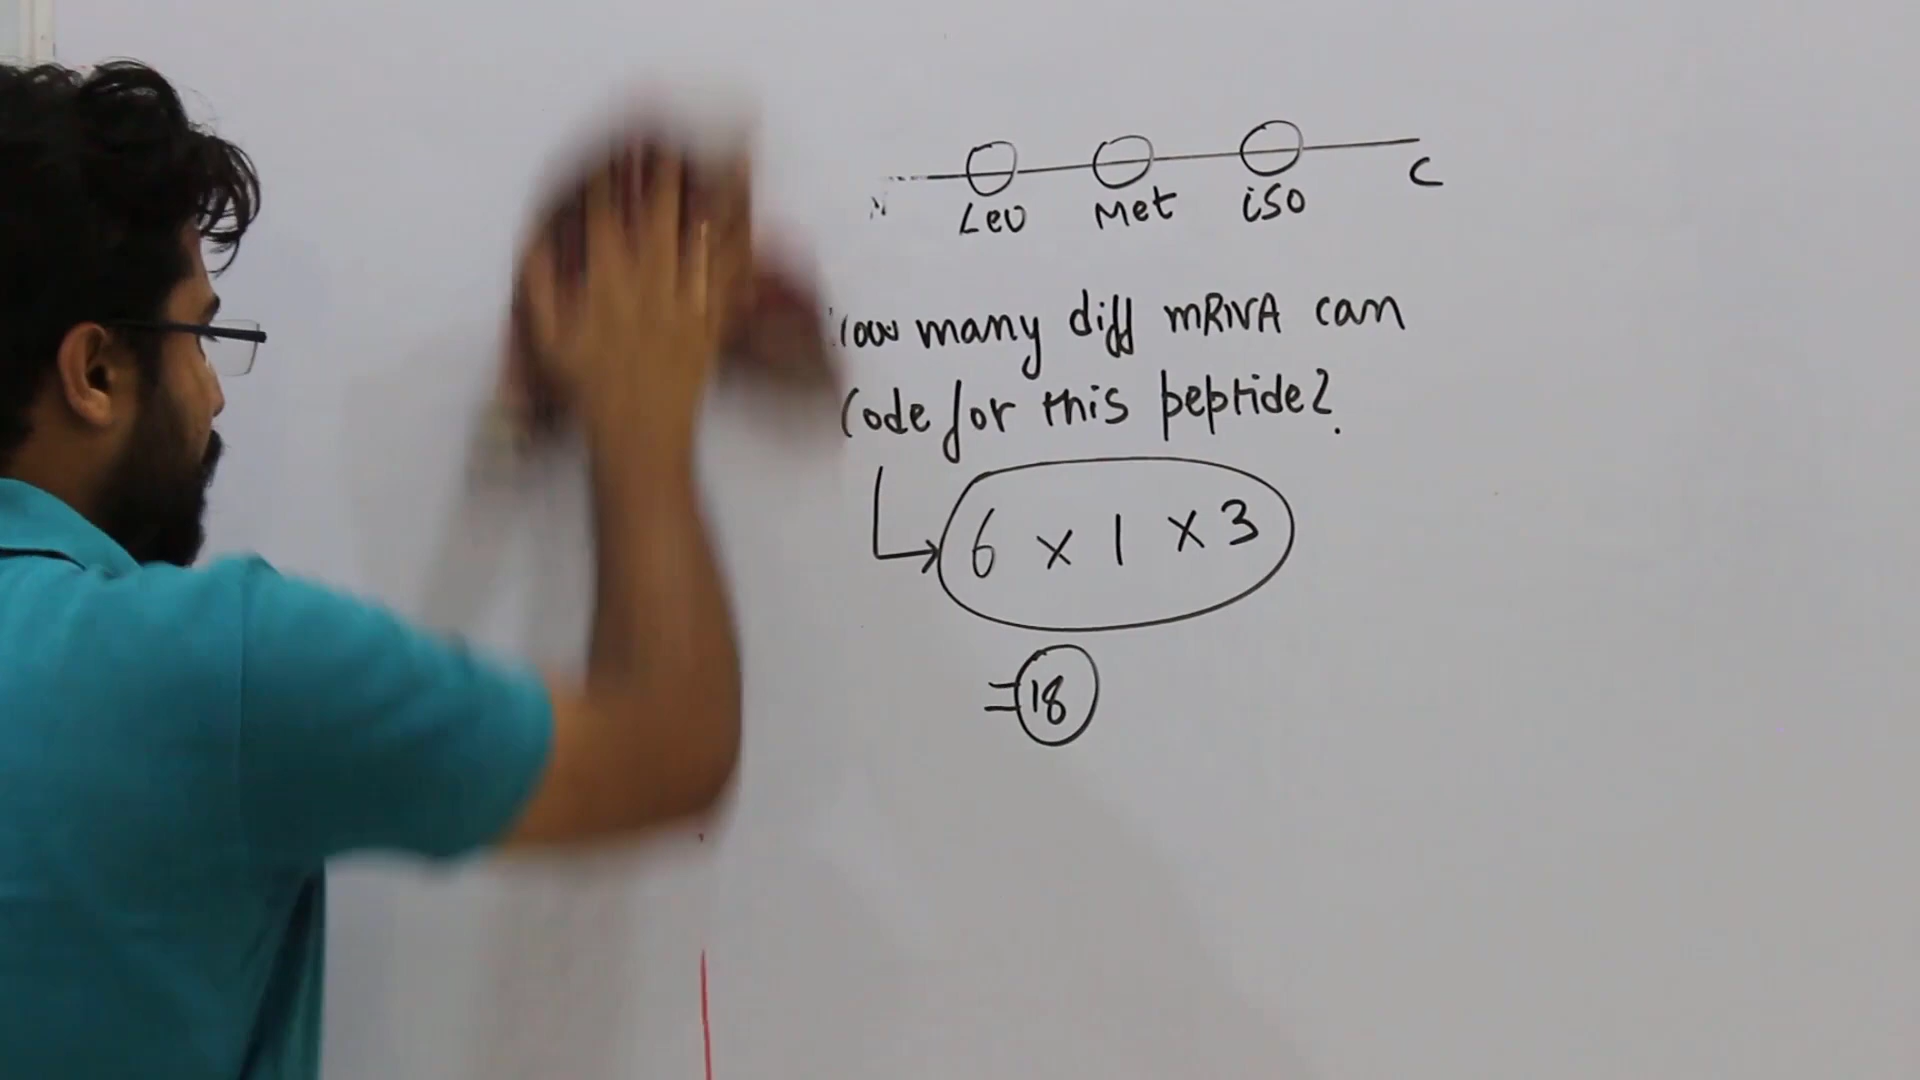 N C
Leu Met iso
How many diff mRNA can
Code for this peptide?
6 x 1 x 3
= 18